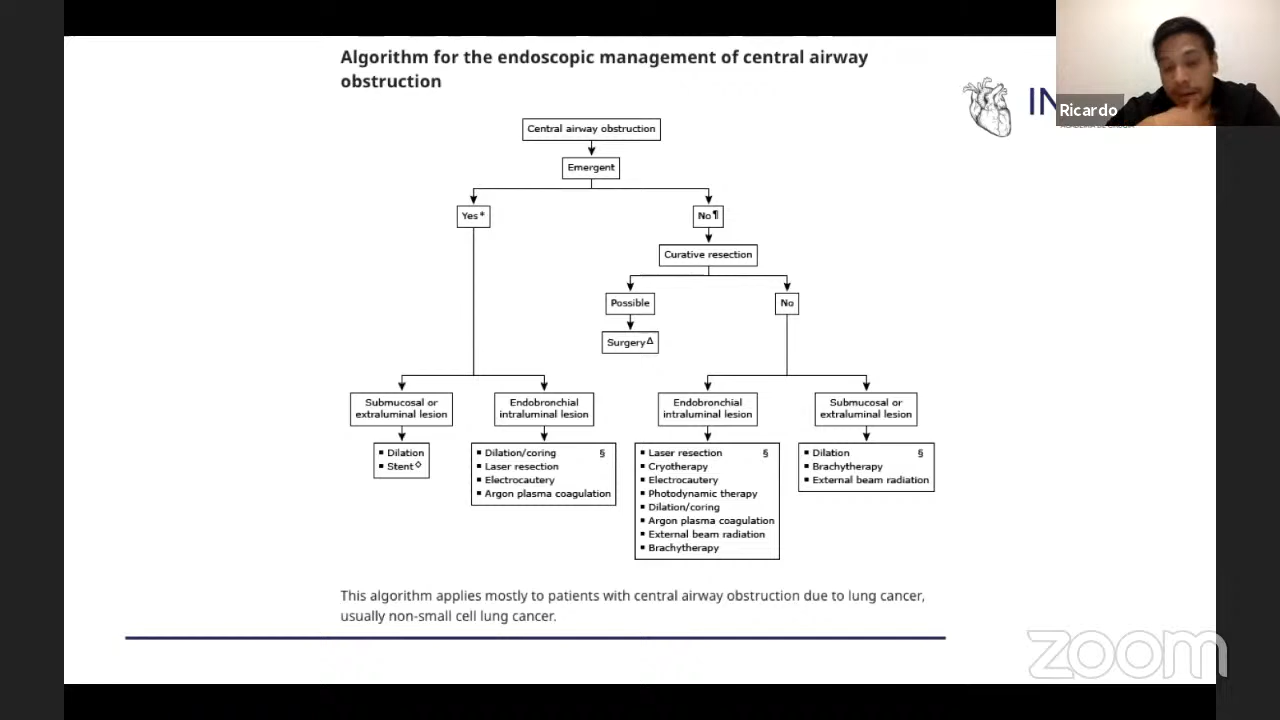 Algorithm for the endoscopic management of central airway
obstruction
Ricardo
Central airway obstruction
Emergent
Yes*
No¶
Curative resection
Possible
No
SurgeryΔ
Submucosal or
extraluminal lesion
Endobronchial
intraluminal lesion
Endobronchial
intraluminal lesion
Submucosal or
extraluminal lesion
▪ Dilation
▪ Stent◇
▪ Dilation/coring §
▪ Laser resection
▪ Electrocautery
▪ Argon plasma coagulation
▪ Laser resection §
▪ Cryotherapy
▪ Electrocautery
▪ Photodynamic therapy
▪ Dilation/coring
▪ Argon plasma coagulation
▪ External beam radiation
▪ Brachytherapy
▪ Dilation §
▪ Brachytherapy
▪ External beam radiation
This algorithm applies mostly to patients with central airway obstruction due to lung cancer,
usually non-small cell lung cancer.
zoom